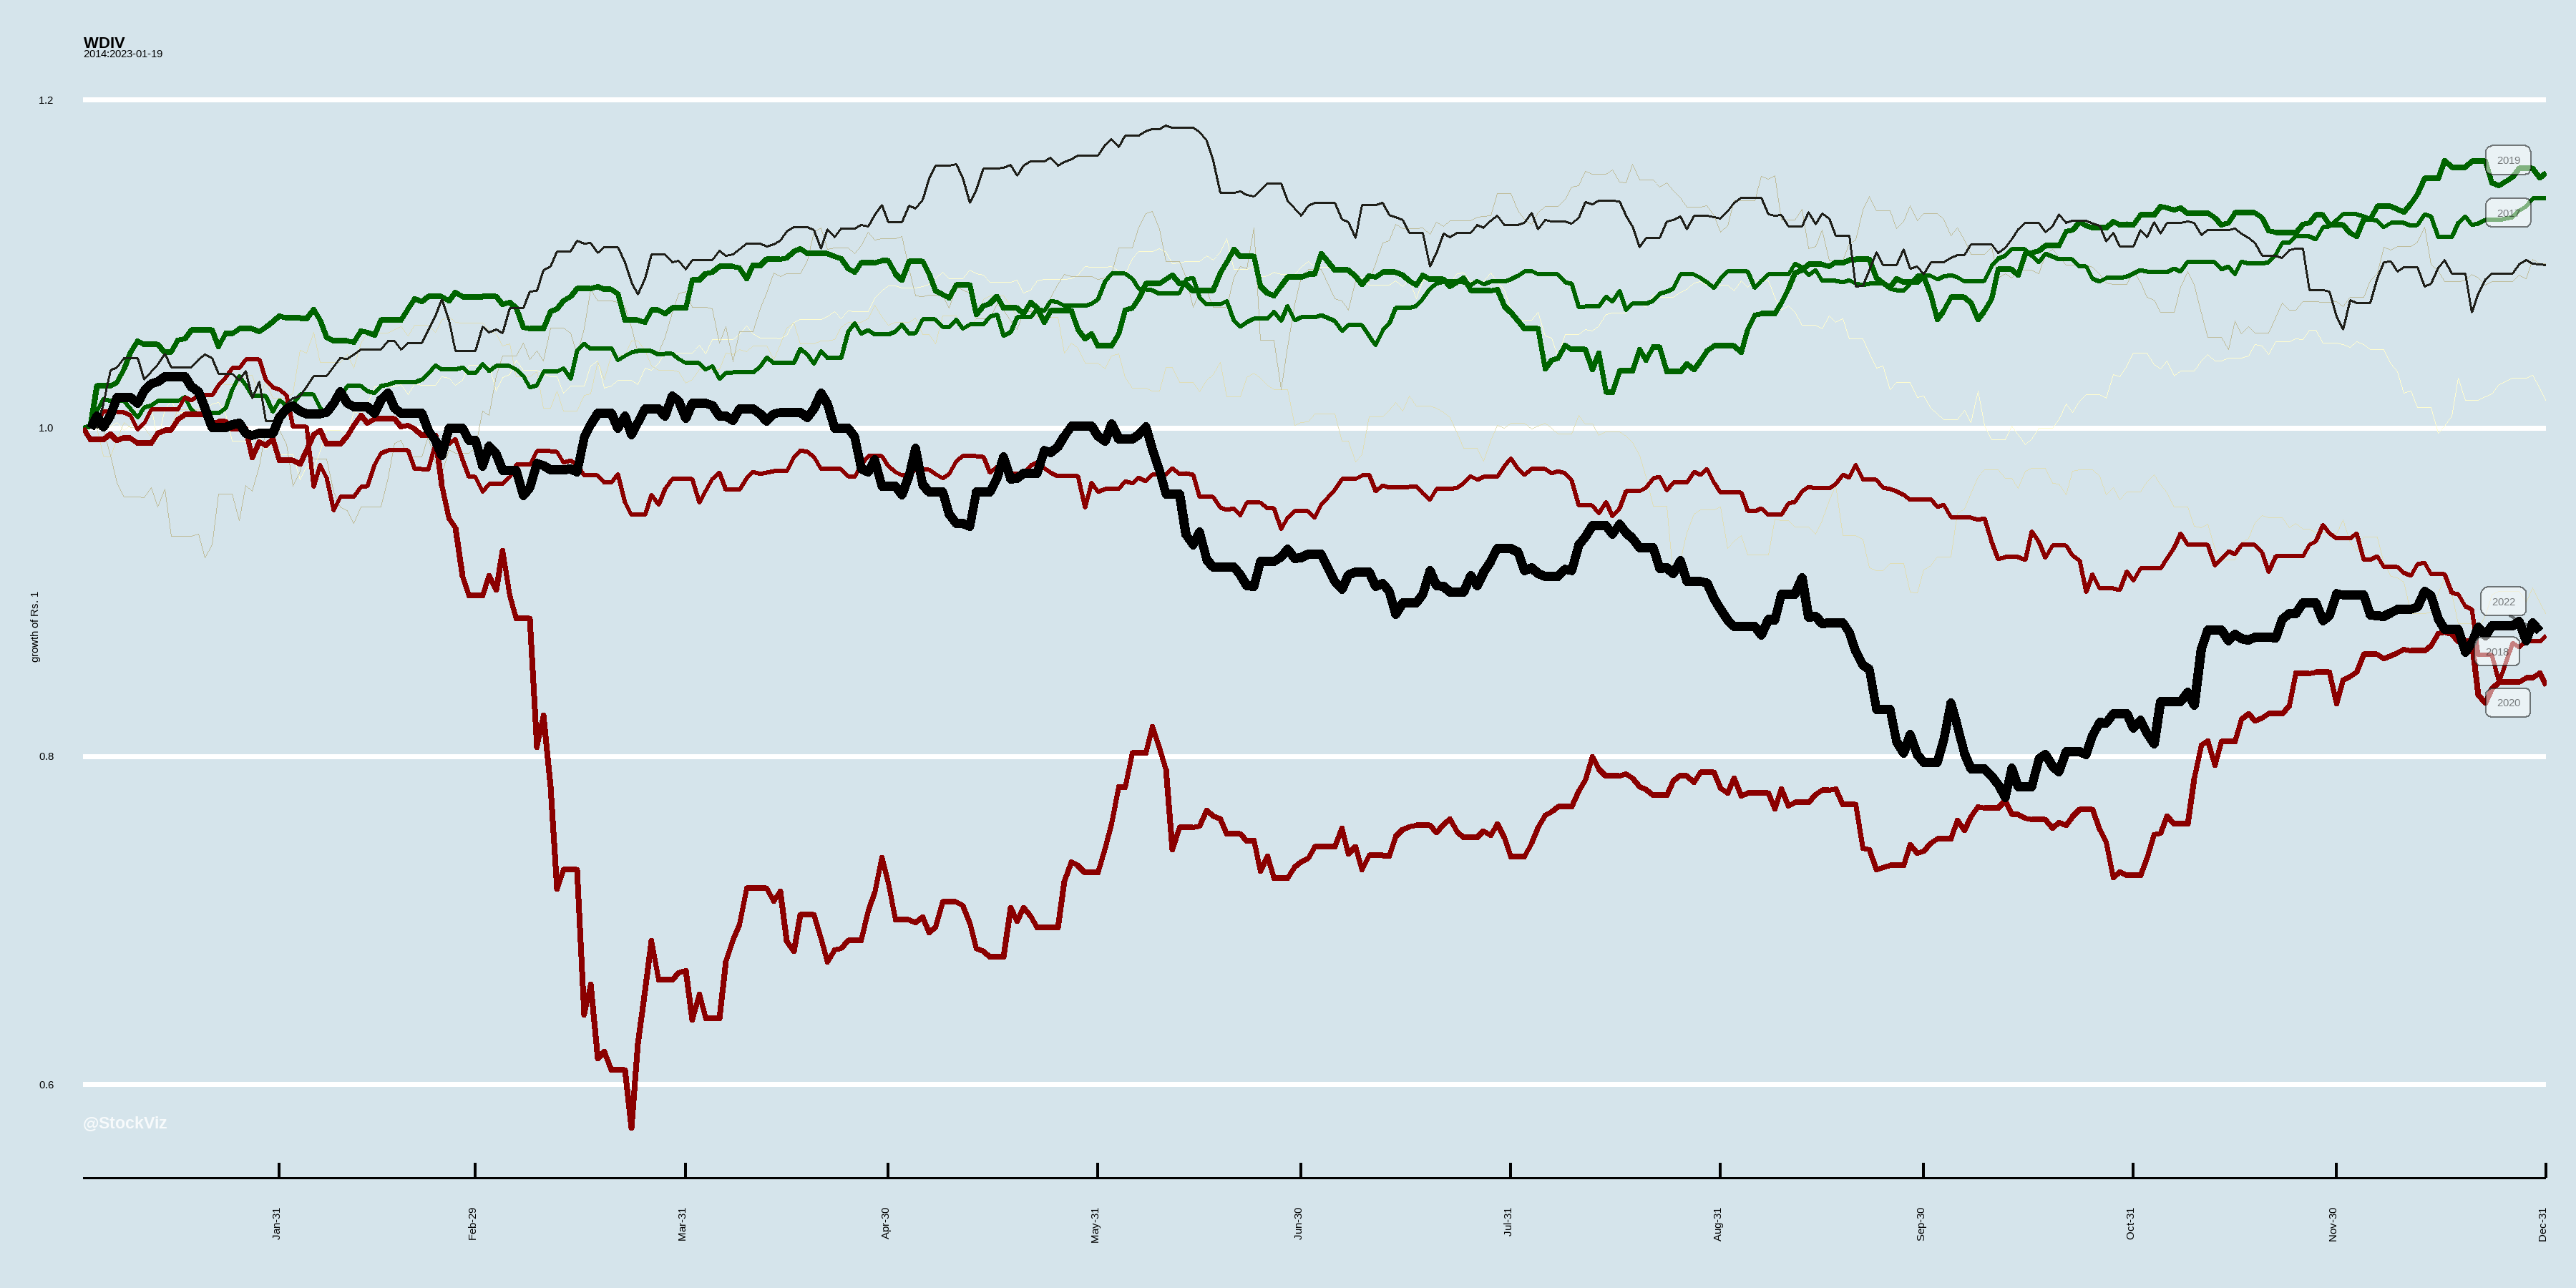 WDIV
2014:2023-01-19
1.2
1.0
0.8
0.6
growth of Rs. 1
2019
2017
2022
2018
2020
@StockViz
Jan-31
Feb-29
Mar-31
Apr-30
May-31
Jun-30
Jul-31
Aug-31
Sep-30
Oct-31
Nov-30
Dec-31